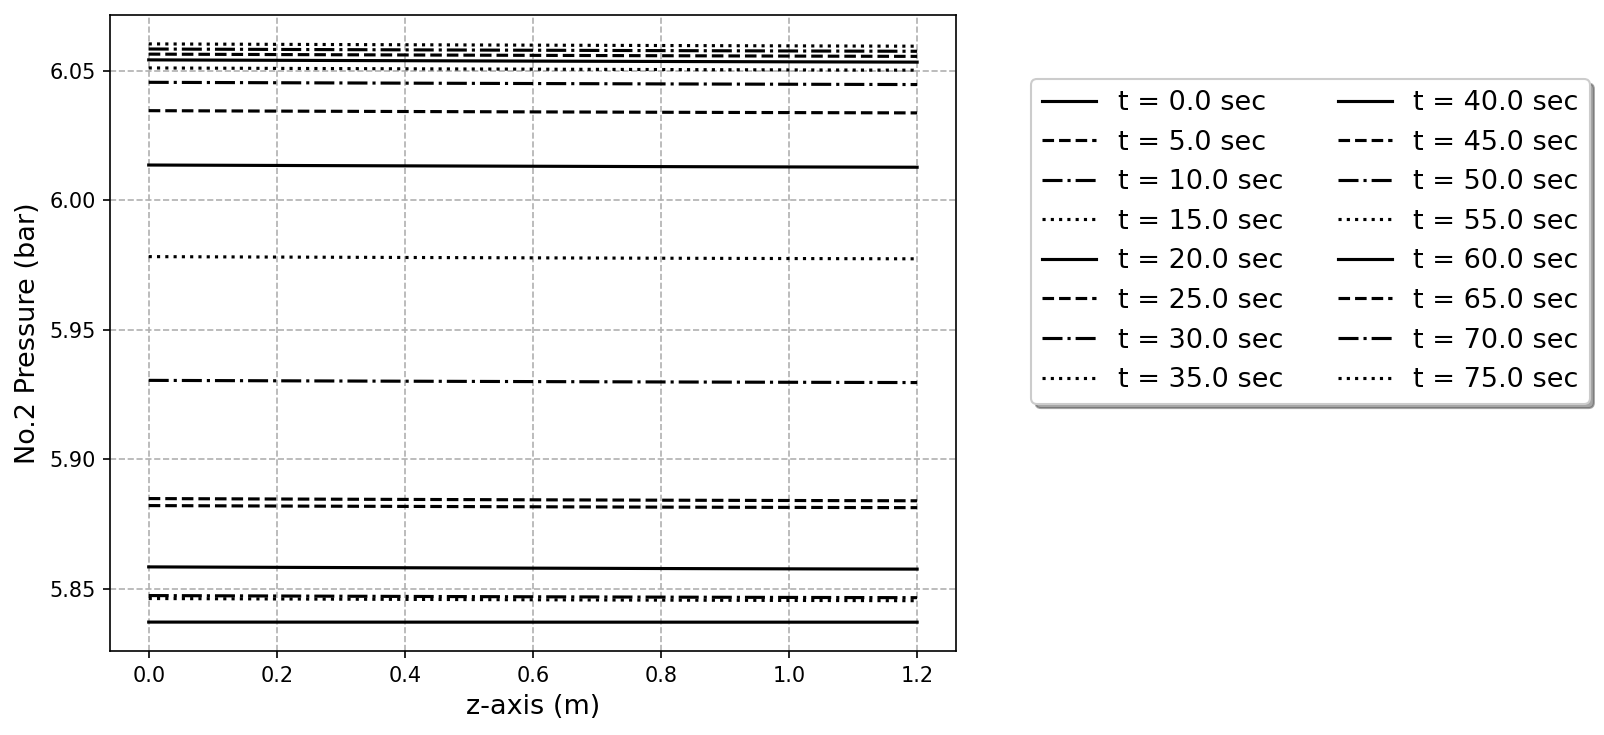 6.05
6.00
5.95
5.90
5.85
No.2 Pressure (bar)
0.0 0.2 0.4 0.6 0.8 1.0 1.2
z-axis (m)
t = 0.0 sec
t = 5.0 sec
t = 10.0 sec
t = 15.0 sec
t = 20.0 sec
t = 25.0 sec
t = 30.0 sec
t = 35.0 sec
t = 40.0 sec
t = 45.0 sec
t = 50.0 sec
t = 55.0 sec
t = 60.0 sec
t = 65.0 sec
t = 70.0 sec
t = 75.0 sec